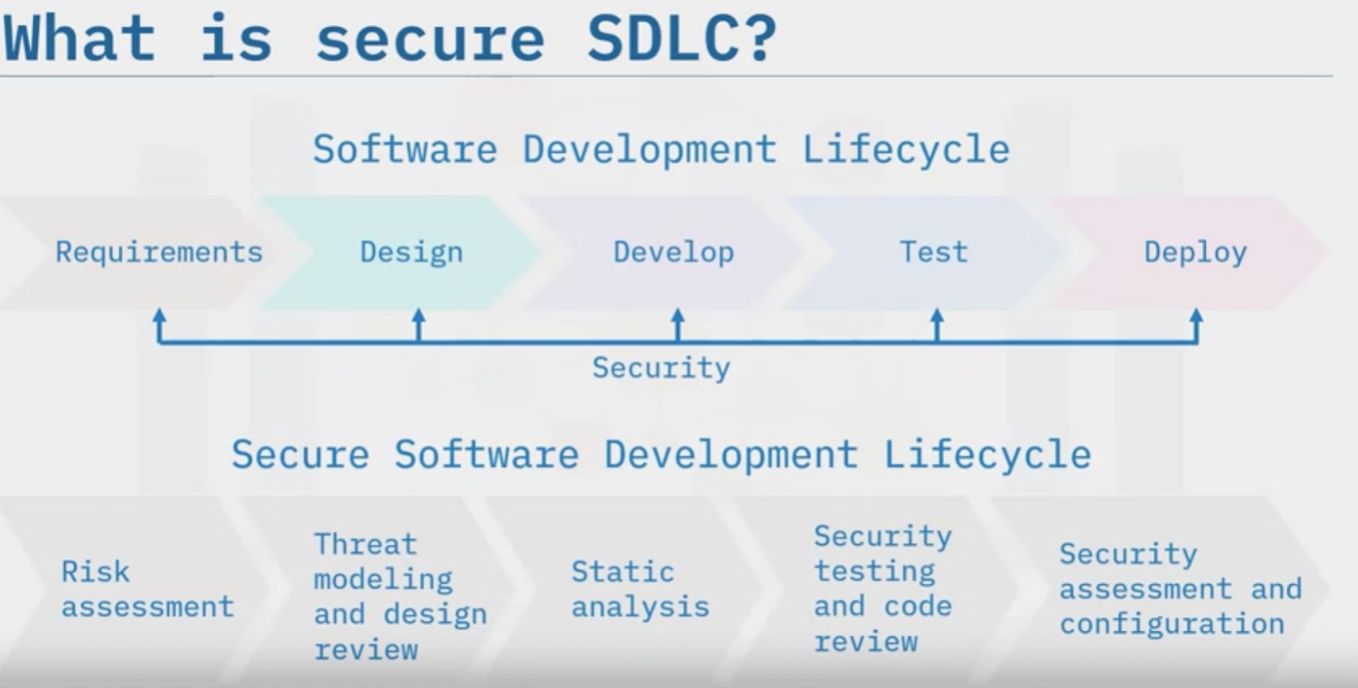 What is secure SDLC?
Software Development Lifecycle
Requirements
Design
Develop
Test
Deploy
Security
Secure Software Development Lifecycle
Risk
assessment
Threat
modeling
and design
review
Static
analysis
Security
testing
and code
review
Security
assessment and
configuration